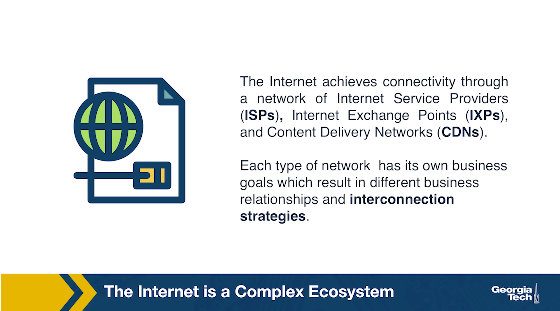 The Internet achieves connectivity through
a network of Internet Service Providers
(ISPs), Internet Exchange Points (IXPs),
and Content Delivery Networks (CDNs).
Each type of network has its own business
goals which result in different business
relationships and interconnection
strategies.
The Internet is a Complex Ecosystem
Georgia
Tech